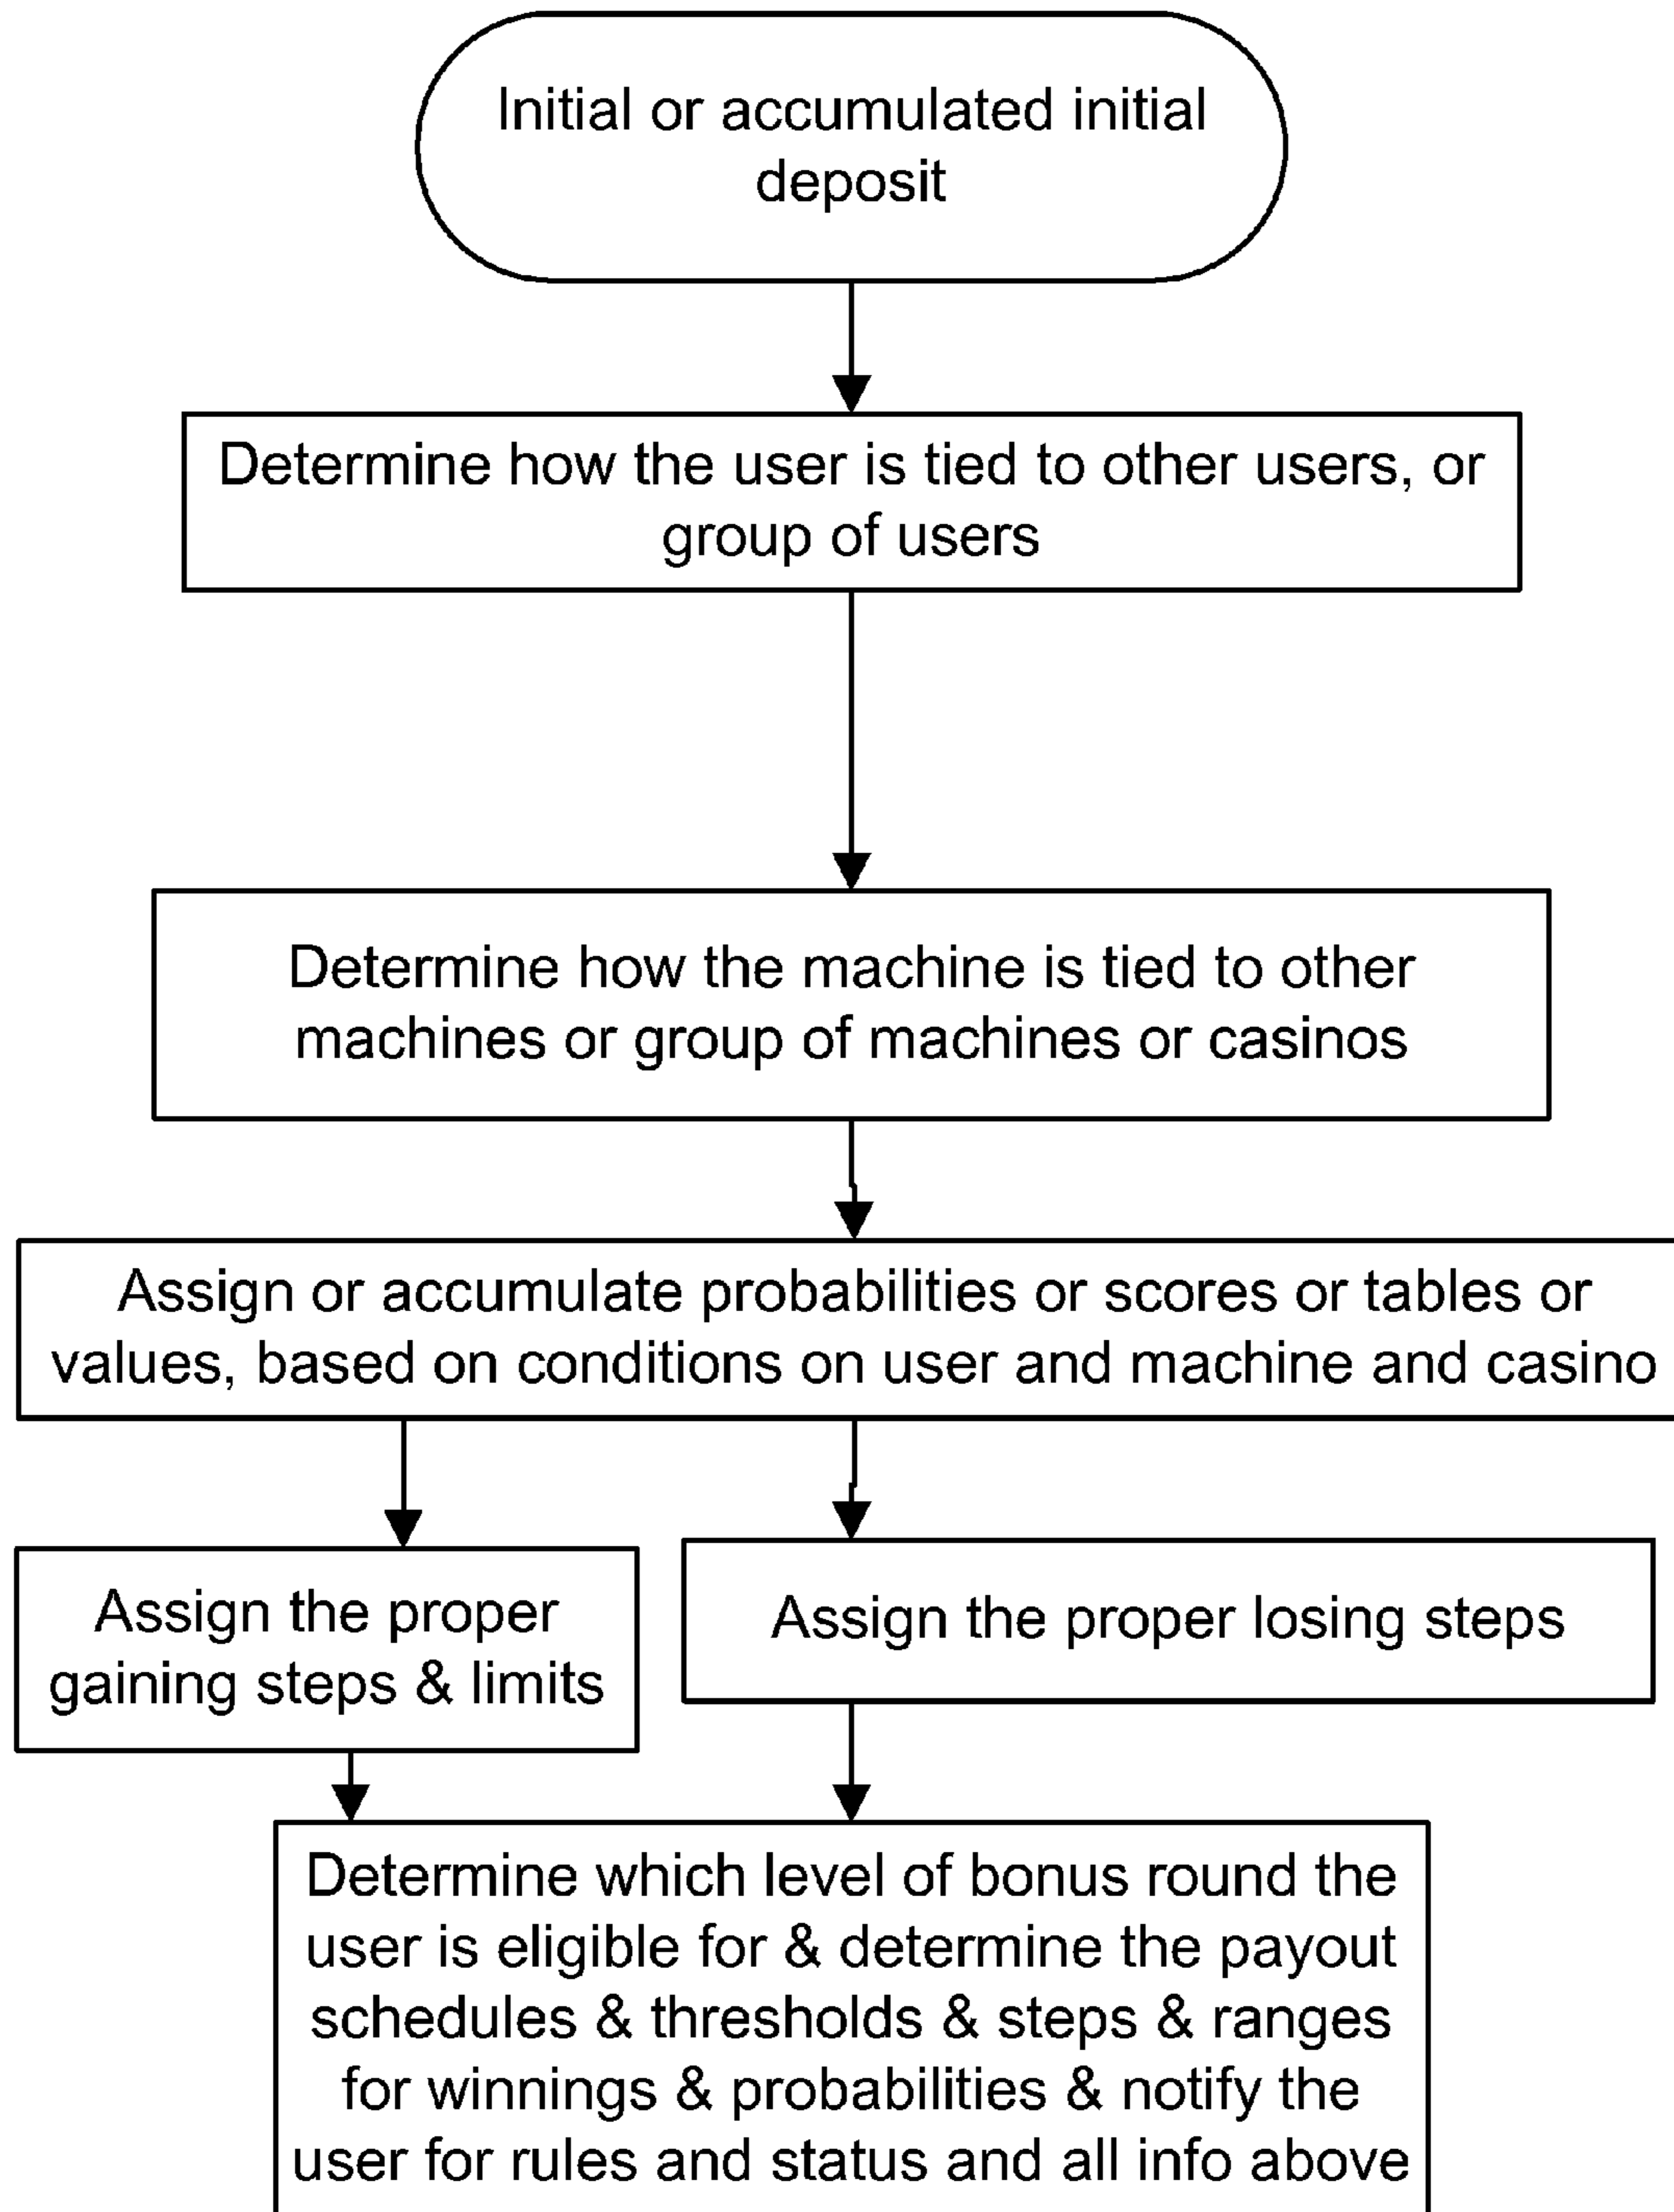 Initial or accumulated initial
deposit
Determine how the user is tied to other users, or
group of users
Determine how the machine is tied to other
machines or group of machines or casinos
Assign or accumulate probabilities or scores or tables or
values, based on conditions on user and machine and casino
Assign the proper
gaining steps & limits
Assign the proper losing steps
Determine which level of bonus round the
user is eligible for & determine the payout
schedules & thresholds & steps & ranges
for winnings & probabilities & notify the
user for rules and status and all info above